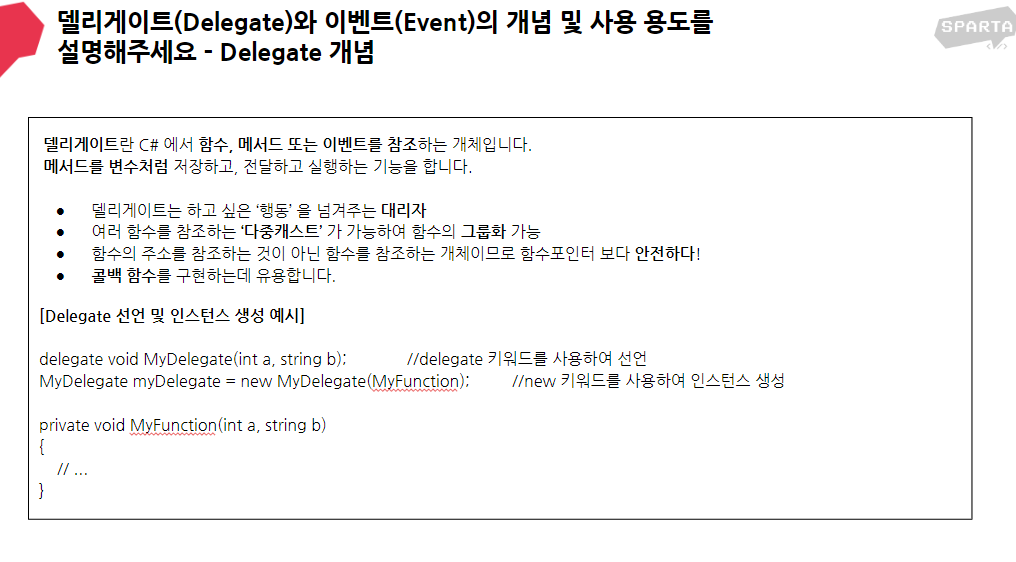 델리게이트(Delegate)와 이벤트(Event)의 개념 및 사용 용도를
설명해주세요 - Delegate 개념
SPARTA
</>
델리게이트란 C# 에서 함수, 메서드 또는 이벤트를 참조하는 개체입니다.
메서드를 변수처럼 저장하고, 전달하고 실행하는 기능을 합니다.
● 델리게이트는 하고 싶은 ‘행동’ 을 넘겨주는 대리자
● 여러 함수를 참조하는 ‘다중캐스트’ 가 가능하여 함수의 그룹화 가능
● 함수의 주소를 참조하는 것이 아닌 함수를 참조하는 개체이므로 함수포인터 보다 안전하다!
● 콜백 함수를 구현하는데 유용합니다.
[Delegate 선언 및 인스턴스 생성 예시]
delegate void MyDelegate(int a, string b); //delegate 키워드를 사용하여 선언
MyDelegate myDelegate = new MyDelegate(MyFunction); //new 키워드를 사용하여 인스턴스 생성
private void MyFunction(int a, string b)
{
// ...
}